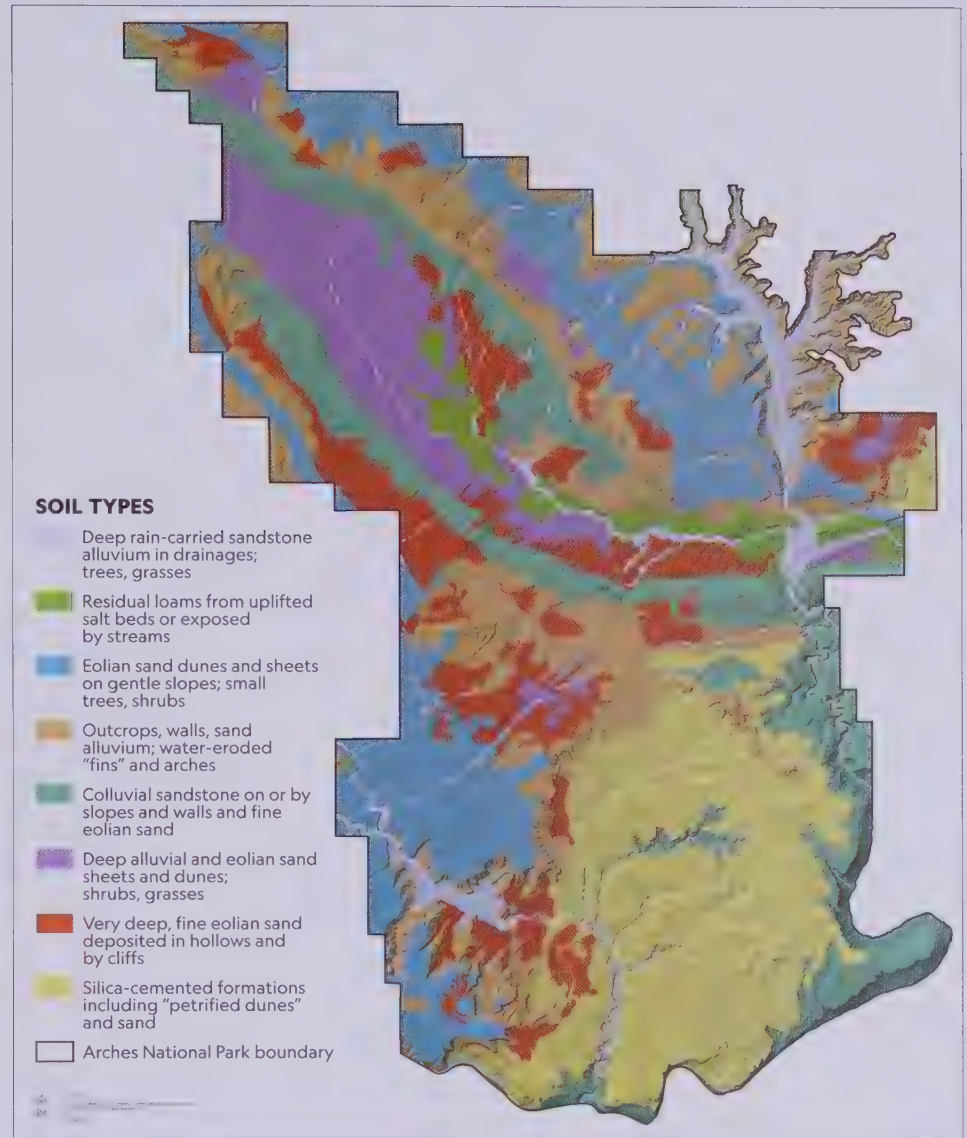 SOIL TYPES
Deep rain-carried sandstone
alluvium in drainages;
trees, grasses
Residual loams from uplifted
salt beds or exposed
by streams
Eolian sand dunes and sheets
on gentle slopes; small
trees, shrubs
Outcrops, walls, sand
alluvium; water-eroded
"fins" and arches
Colluvial sandstone on or by
slopes and walls and fine
eolian sand
Deep alluvial and eolian sand
sheets and dunes;
shrubs, grasses
Very deep, fine eolian sand
deposited in hollows and
by cliffs
Silica-cemented formations
including "petrified dunes"
and sand
Arches National Park boundary